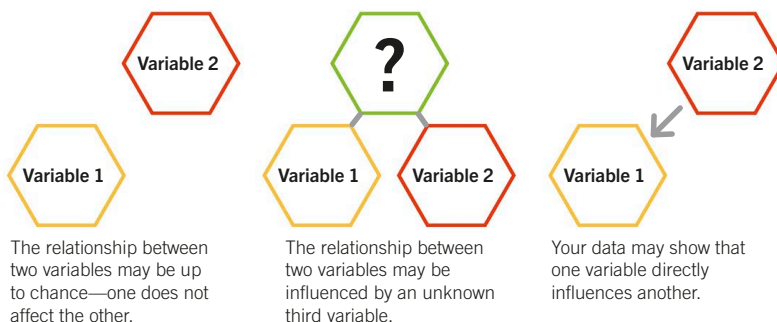 Variable 2
Variable 1
The relationship between
two variables may be up
to chance—one does not
affect the other.
?
Variable 1
Variable 2
The relationship between
two variables may be
influenced by an unknown
third variable.
Variable 2
Variable 1
Your data may show that
one variable directly
influences another.